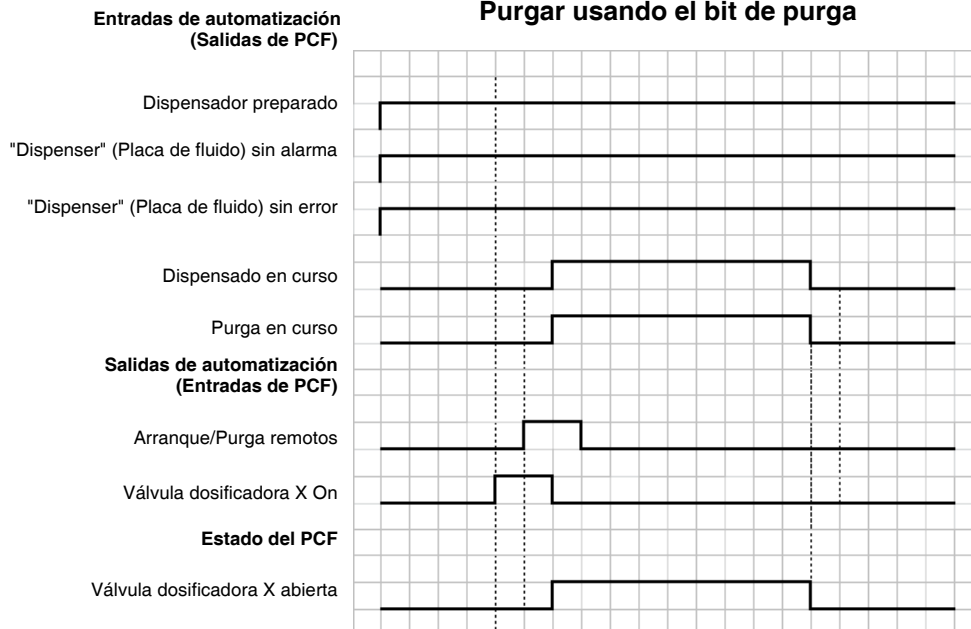 Purgar usando el bit de purga
Entradas de automatización
(Salidas de PCF)
Dispensador preparado
"Dispenser" (Placa de fluido) sin alarma
"Dispenser" (Placa de fluido) sin error
Dispensado en curso
Purga en curso
Salidas de automatización
(Entradas de PCF)
Arranque/Purga remotos
Válvula dosificadora X On
Estado del PCF
Válvula dosificadora X abierta